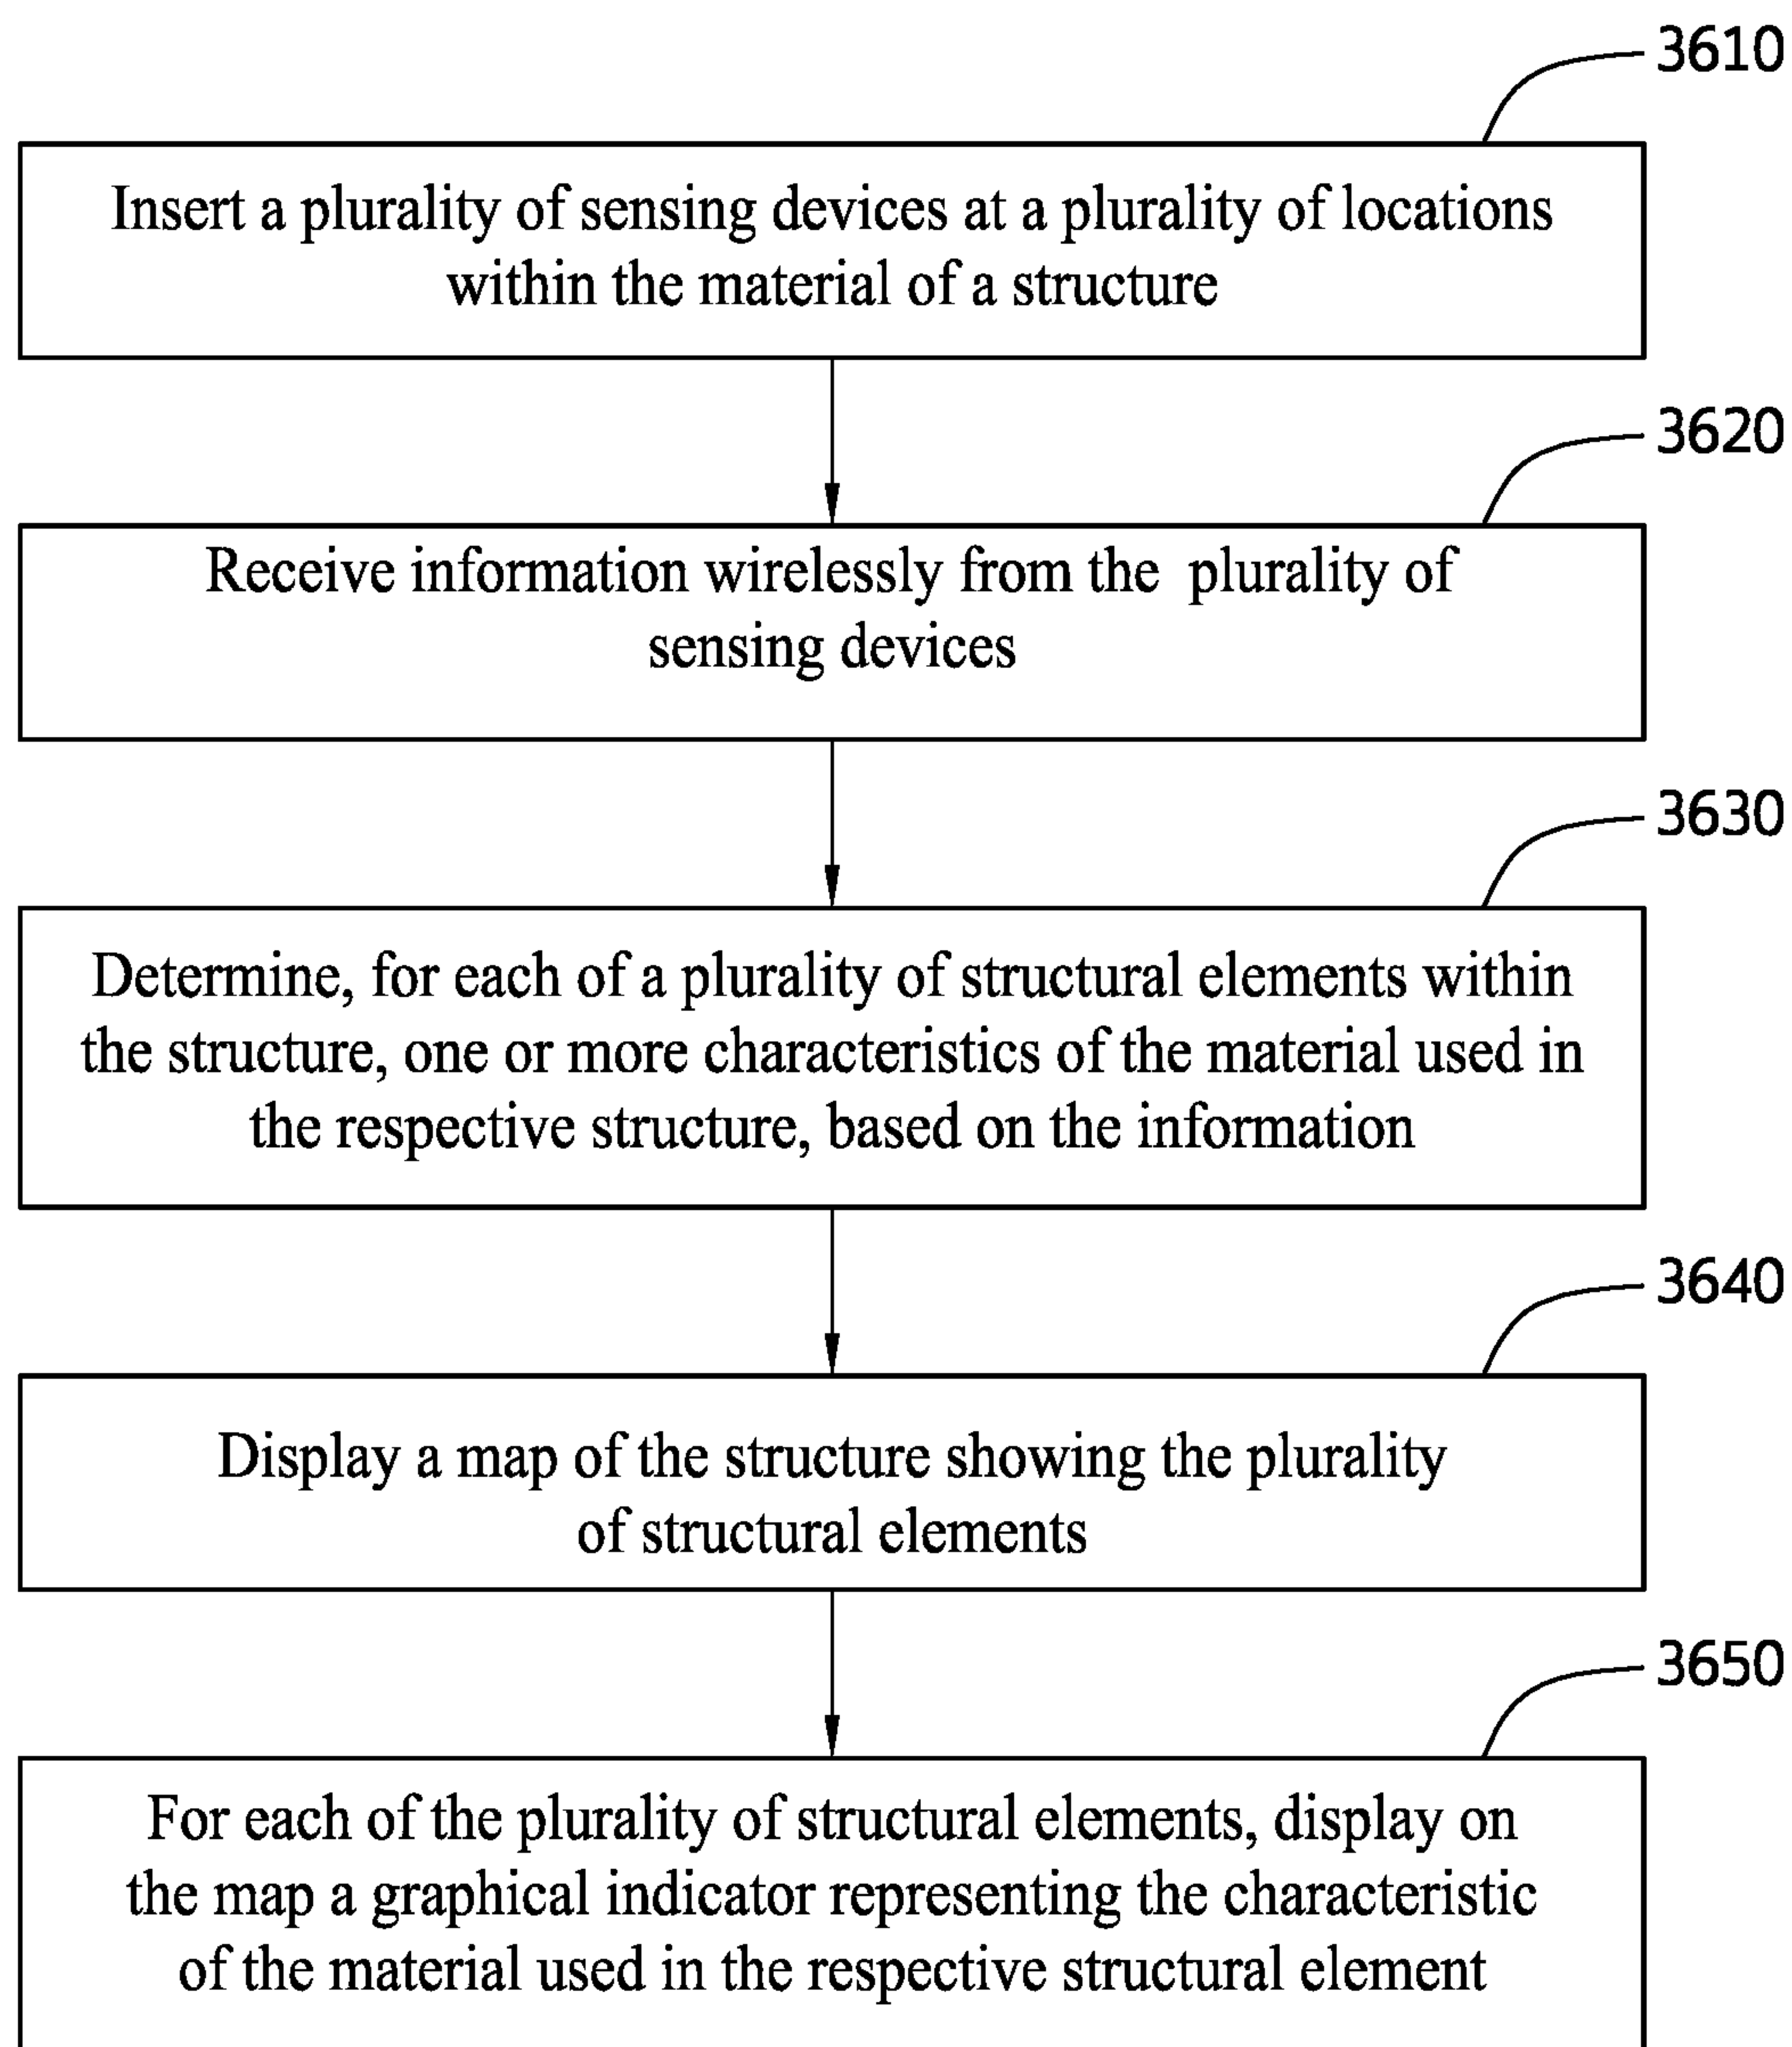 3610
Insert a plurality of sensing devices at a plurality of locations
within the material of a structure
3620
Receive information wirelessly from the plurality of
sensing devices
3630
Determine, for each of a plurality of structural elements within
the structure, one or more characteristics of the material used in
the respective structure, based on the information
3640
Display a map of the structure showing the plurality
of structural elements
3650
For each of the plurality of structural elements, display on
the map a graphical indicator representing the characteristic
of the material used in the respective structural element